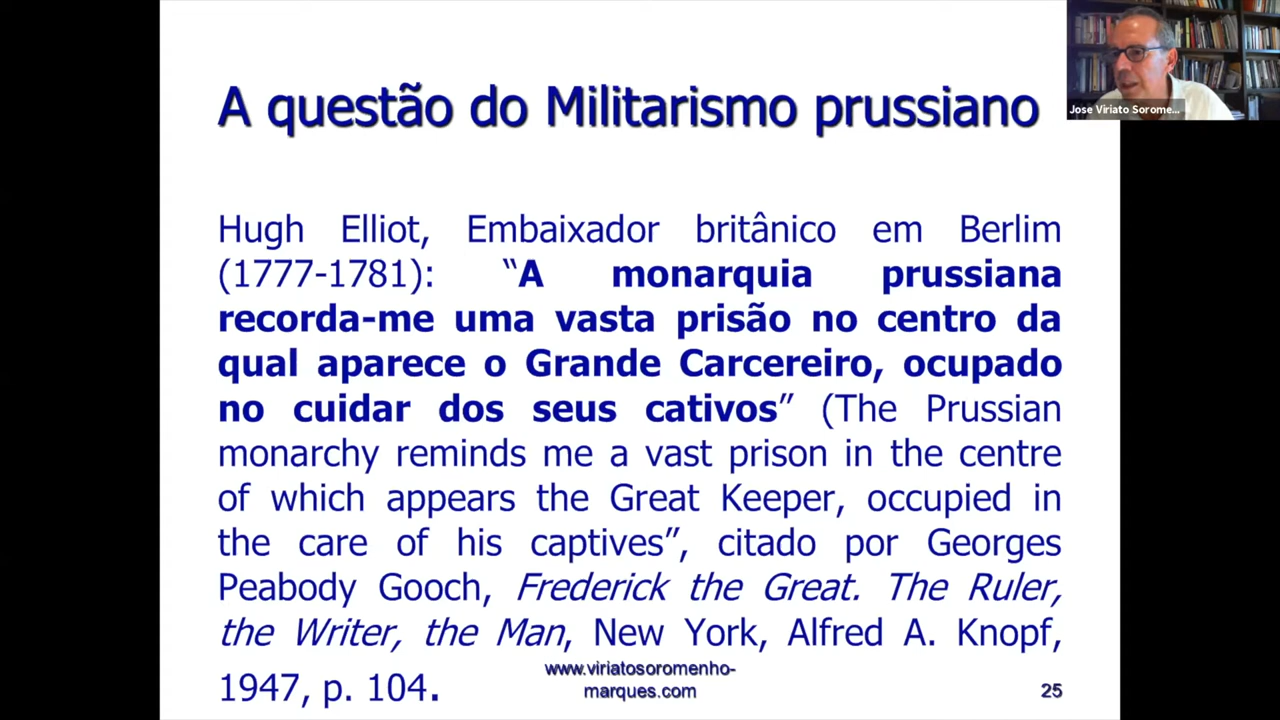 A questão do Militarismo prussiano
Jose Viriato Sorome...
Hugh Elliot, Embaixador britânico em Berlim
(1777-1781): “A monarquia prussiana
recorda-me uma vasta prisão no centro da
qual aparece o Grande Carcereiro, ocupado
no cuidar dos seus cativos” (The Prussian
monarchy reminds me a vast prison in the centre
of which appears the Great Keeper, occupied in
the care of his captives”, citado por Georges
Peabody Gooch, Frederick the Great. The Ruler,
the Writer, the Man, New York, Alfred A. Knopf,
1947, p. 104.
www.viriatosoromenho-
marques.com
25